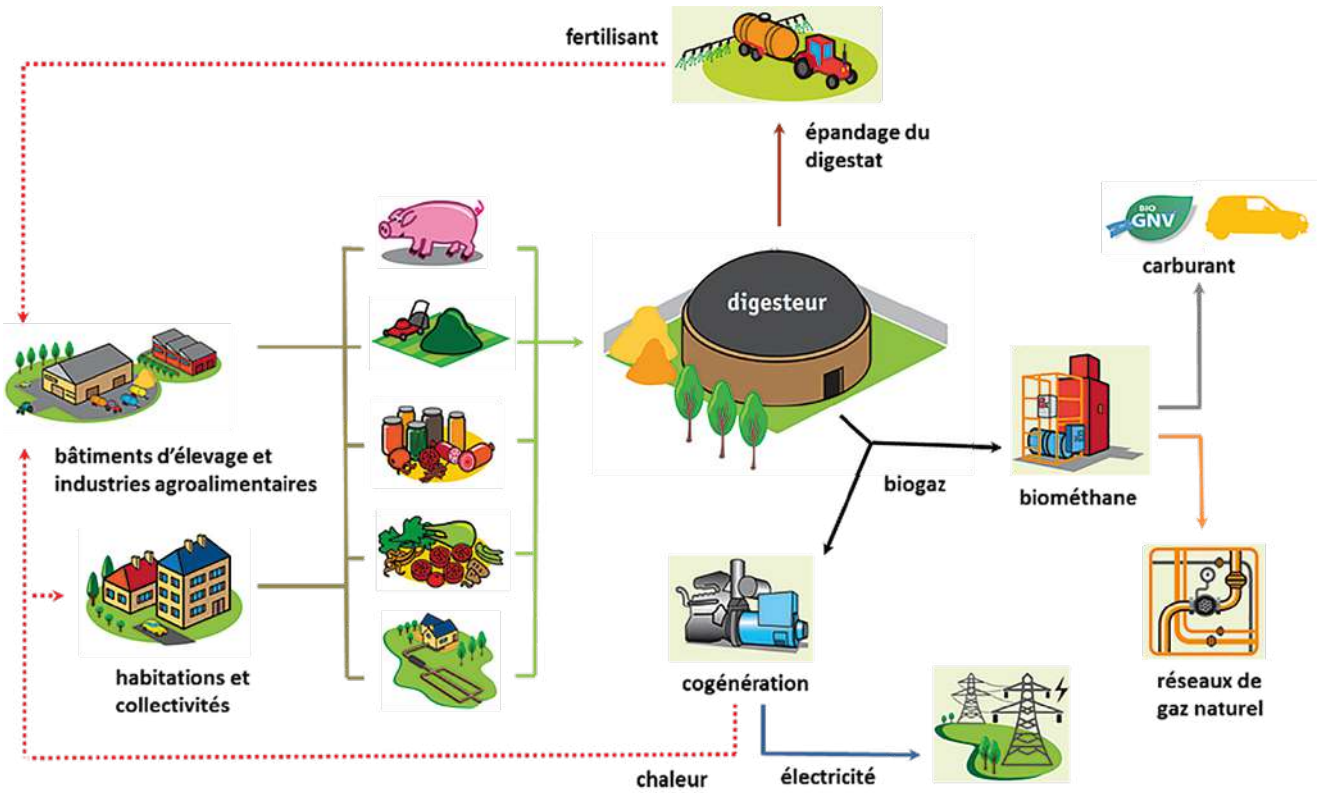 fertilisant
épandage du
digestat
BIO
GNV
carburant
digesteur
bâtiments d'élevage et
industries agroalimentaires
biogaz
biométhane
habitations et
collectivités
cogénération
réseaux de
gaz naturel
chaleur
électricité